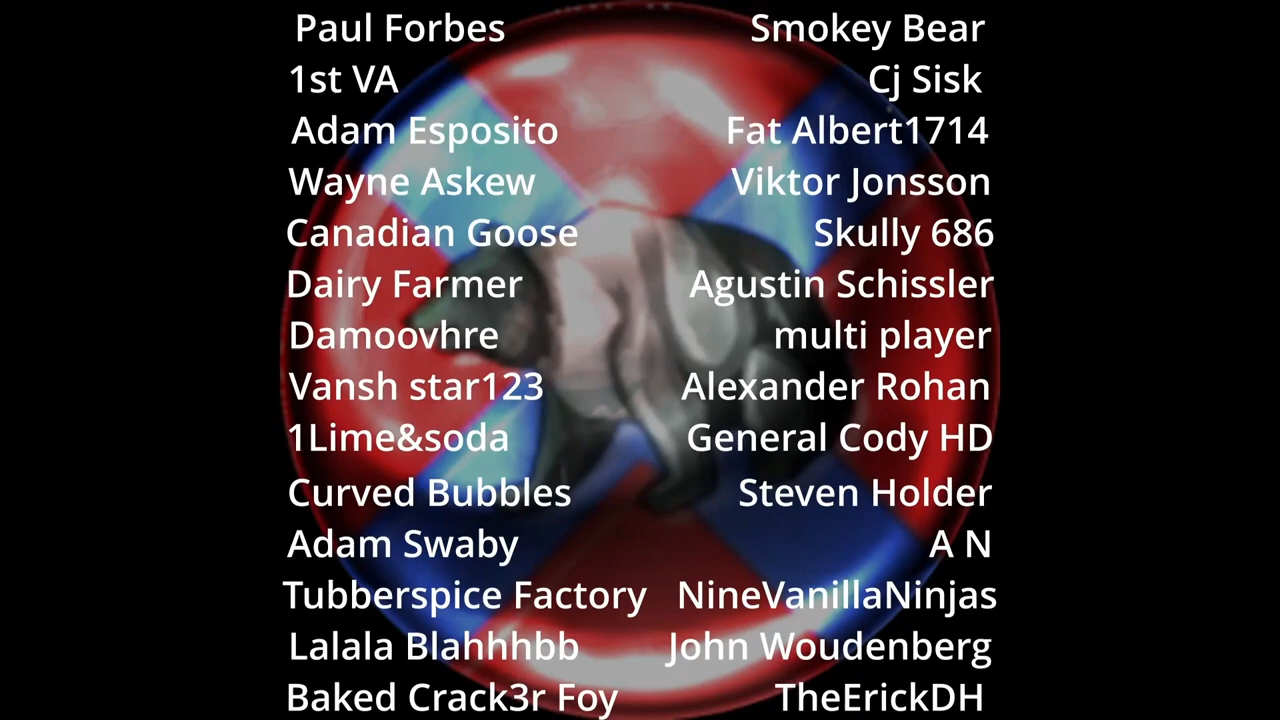 Paul Forbes Smokey Bear
1st VA Cj Sisk
Adam Esposito Fat Albert1714
Wayne Askew Viktor Jonsson
Canadian Goose Skully 686
Dairy Farmer Agustin Schissler
Damoovhre multi player
Vansh star123 Alexander Rohan
1Lime&soda General Cody HD
Curved Bubbles Steven Holder
Adam Swaby A N
Tubberspice Factory NineVanillaNinjas
Lalala Blahhhbb John Woudenberg
Baked Crack3r Foy TheErickDH